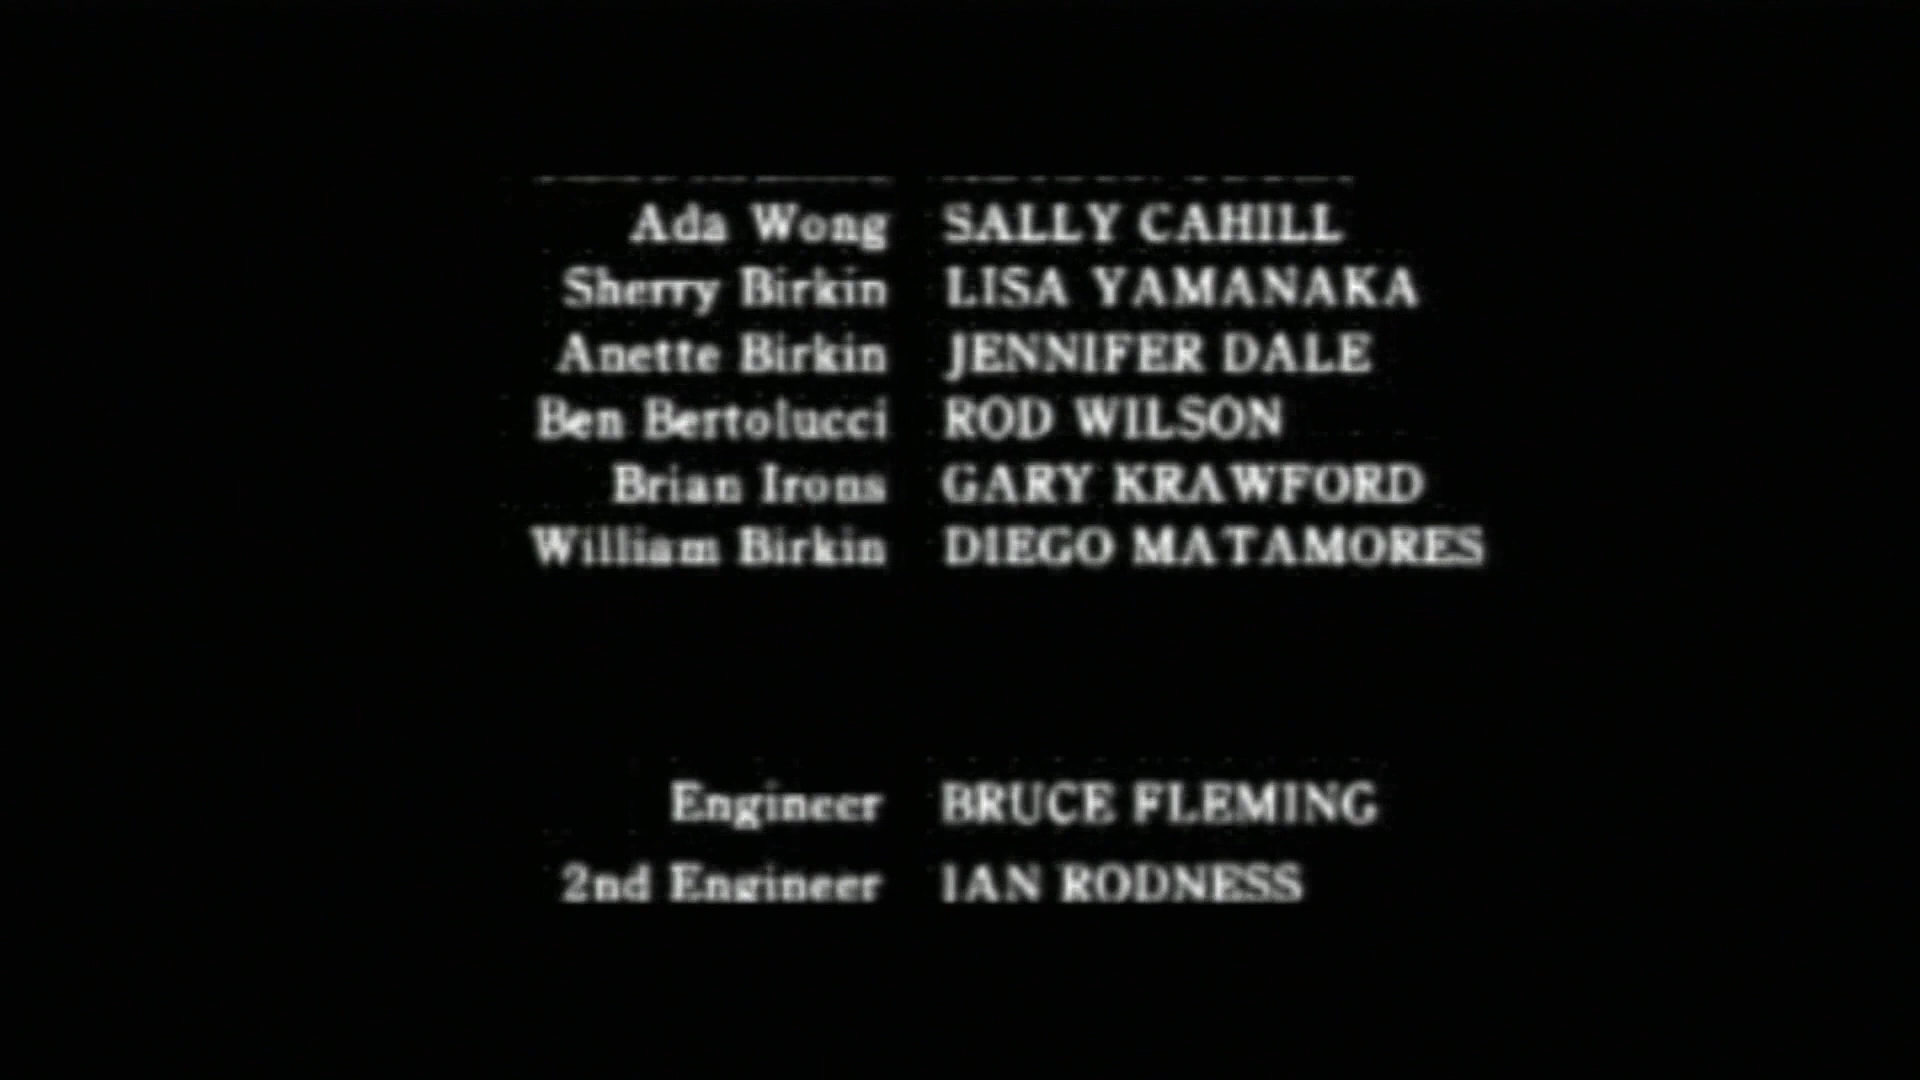 Ada Wong SALLY CAHILL
Sherry Birkin LISA YAMANAKA
Anette Birkin JENNIFER DALE
Ben Bertolucci ROD WILSON
Brian Irons GARY KRAWFORD
William Birkin DIEGO MATAMORES
Engineer BRUCE FLEMING
2nd Engineer IAN RODNESS